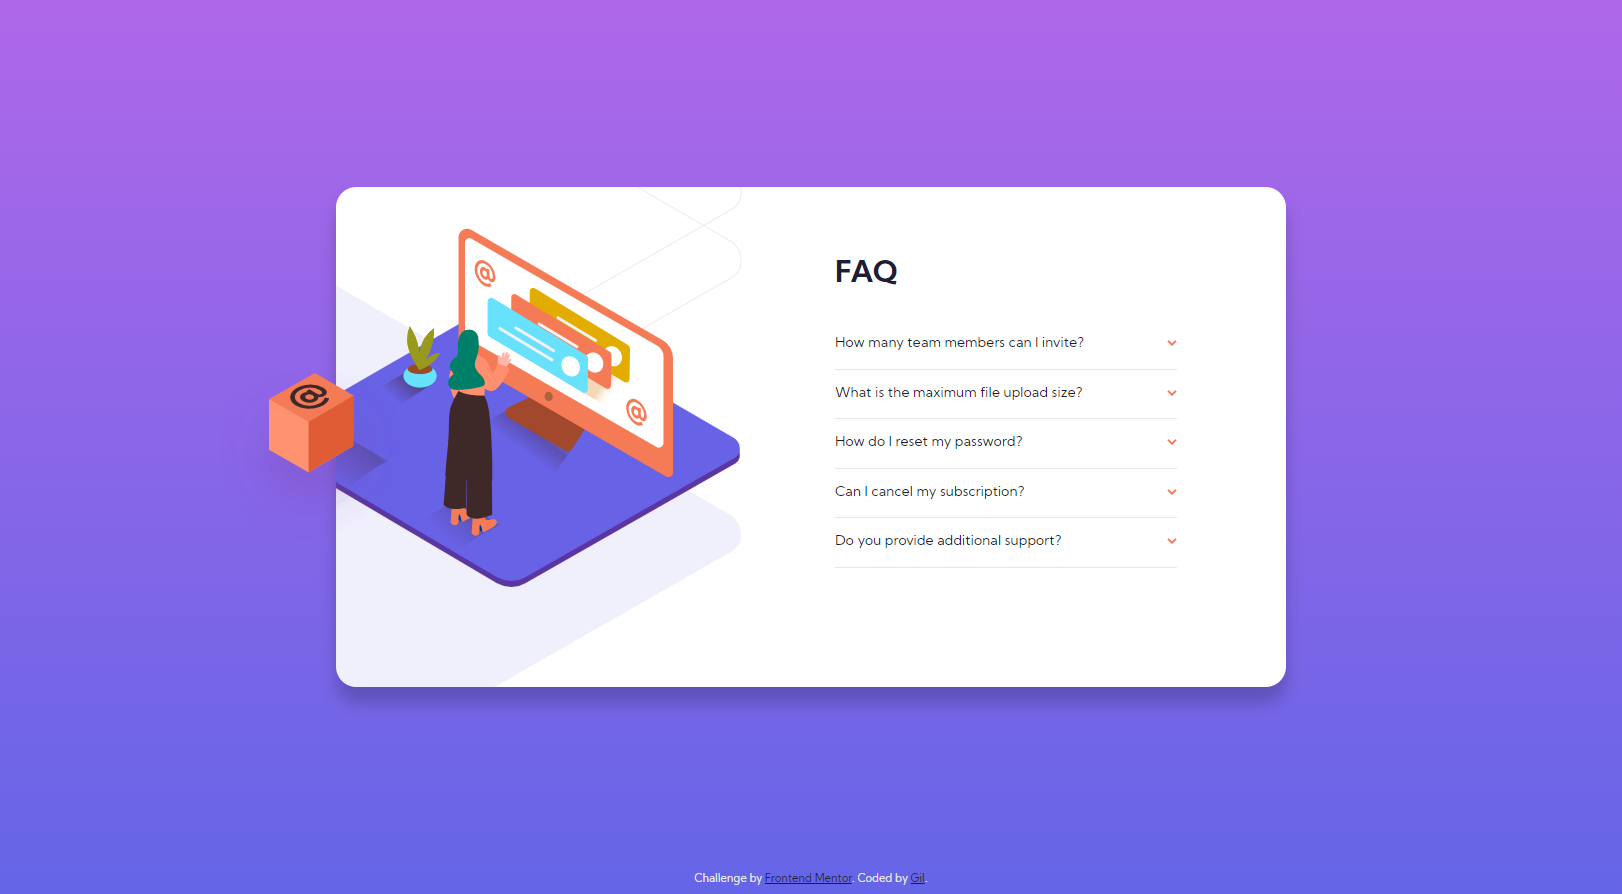 @
@
@
FAQ
How many team members can I invite?
What is the maximum file upload size?
How do I reset my password?
Can I cancel my subscription?
Do you provide additional support?
Challenge by Frontend Mentor. Coded by Gil.